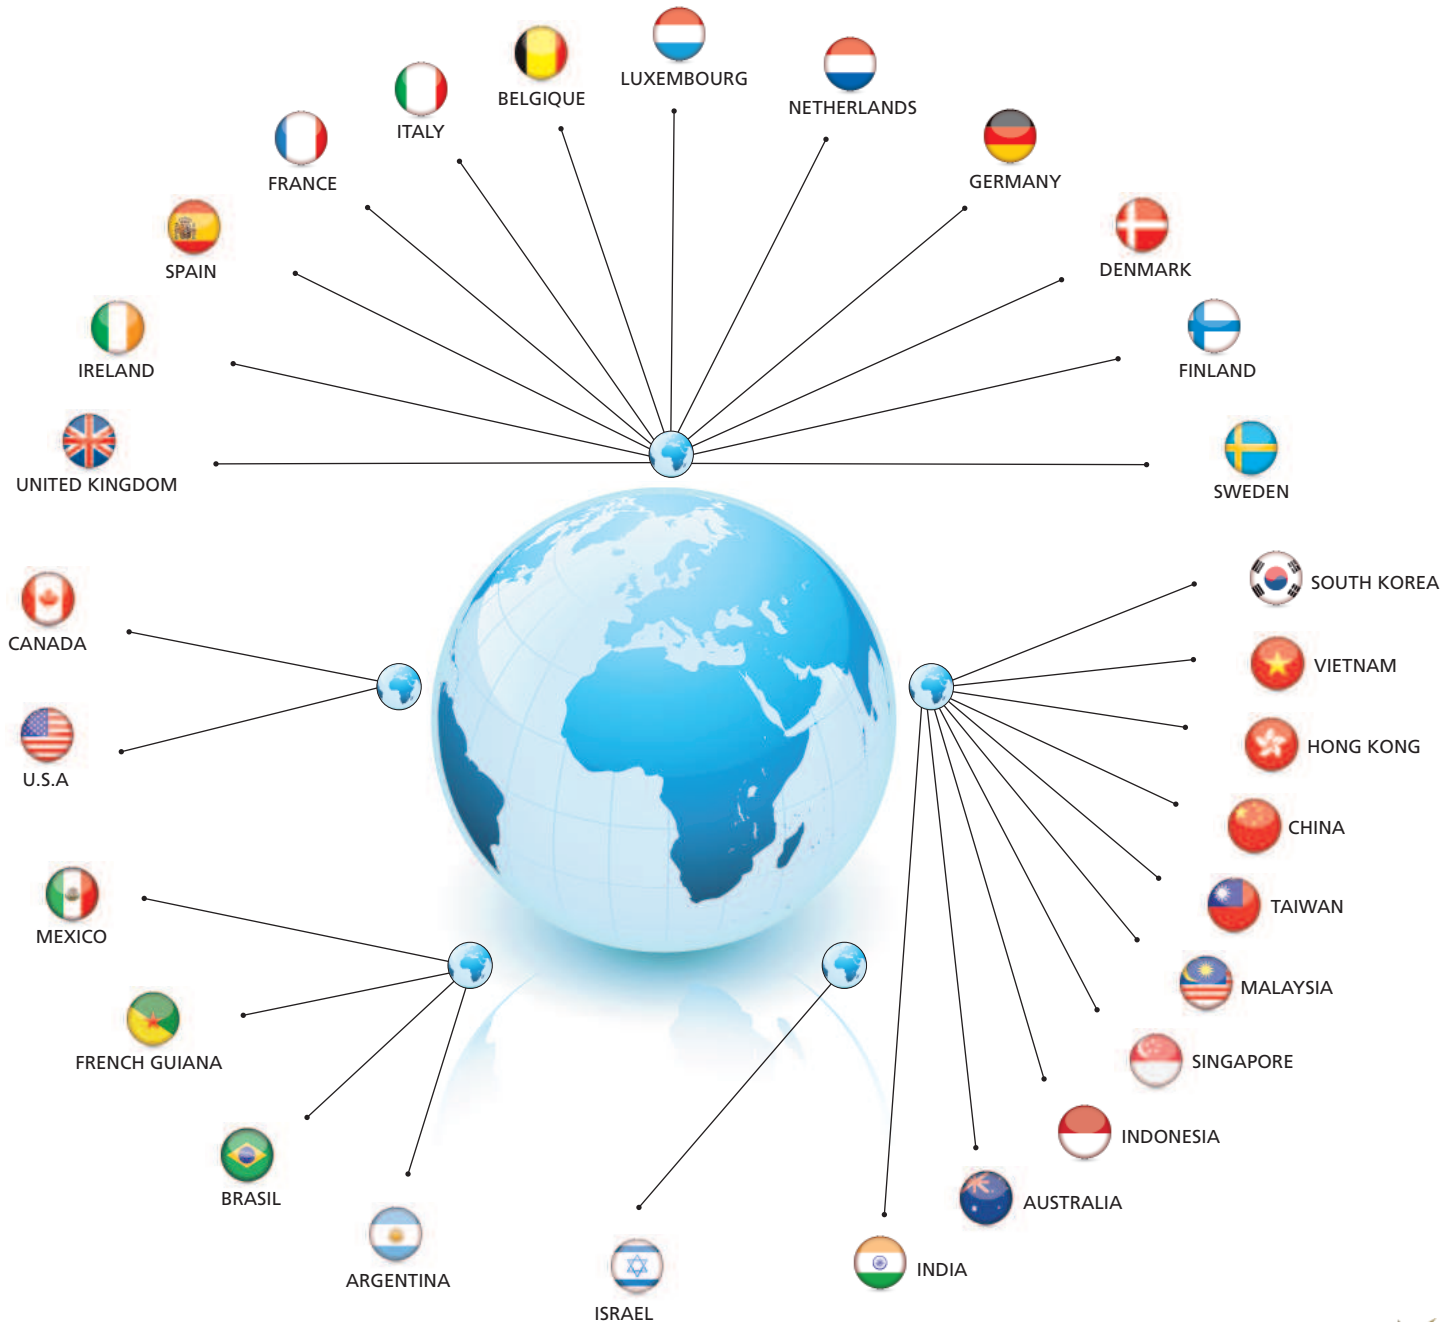 LUXEMBOURG
BELGIQUE
NETHERLANDS
ITALY
GERMANY
FRANCE
DENMARK
SPAIN
FINLAND
IRELAND
UNITED KINGDOM
SWEDEN
SOUTH KOREA
CANADA
VIETNAM
HONG KONG
U.S.A
CHINA
TAIWAN
MEXICO
MALAYSIA
FRENCH GUIANA
SINGAPORE
INDONESIA
BRASIL
AUSTRALIA
INDIA
ARGENTINA
ISRAEL